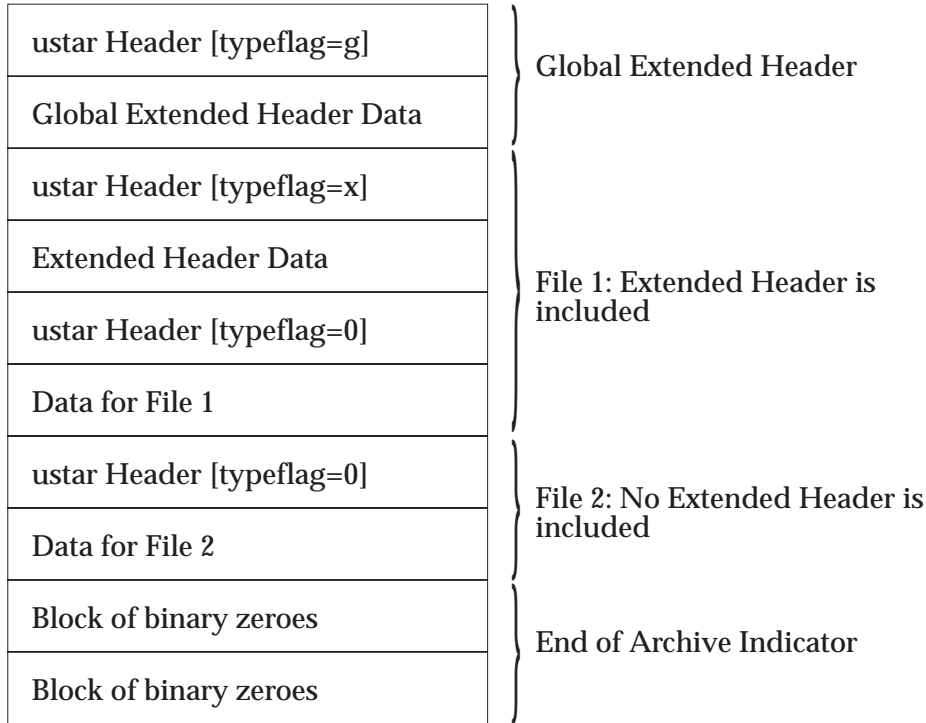 ustar Header [typeflag=g]
Global Extended Header Data
Global Extended Header
ustar Header [typeflag=x]
Extended Header Data
ustar Header [typeflag=0]
Data for File 1
File 1: Extended Header is
included
ustar Header [typeflag=0]
Data for File 2
File 2: No Extended Header is
included
Block of binary zeroes
Block of binary zeroes
End of Archive Indicator